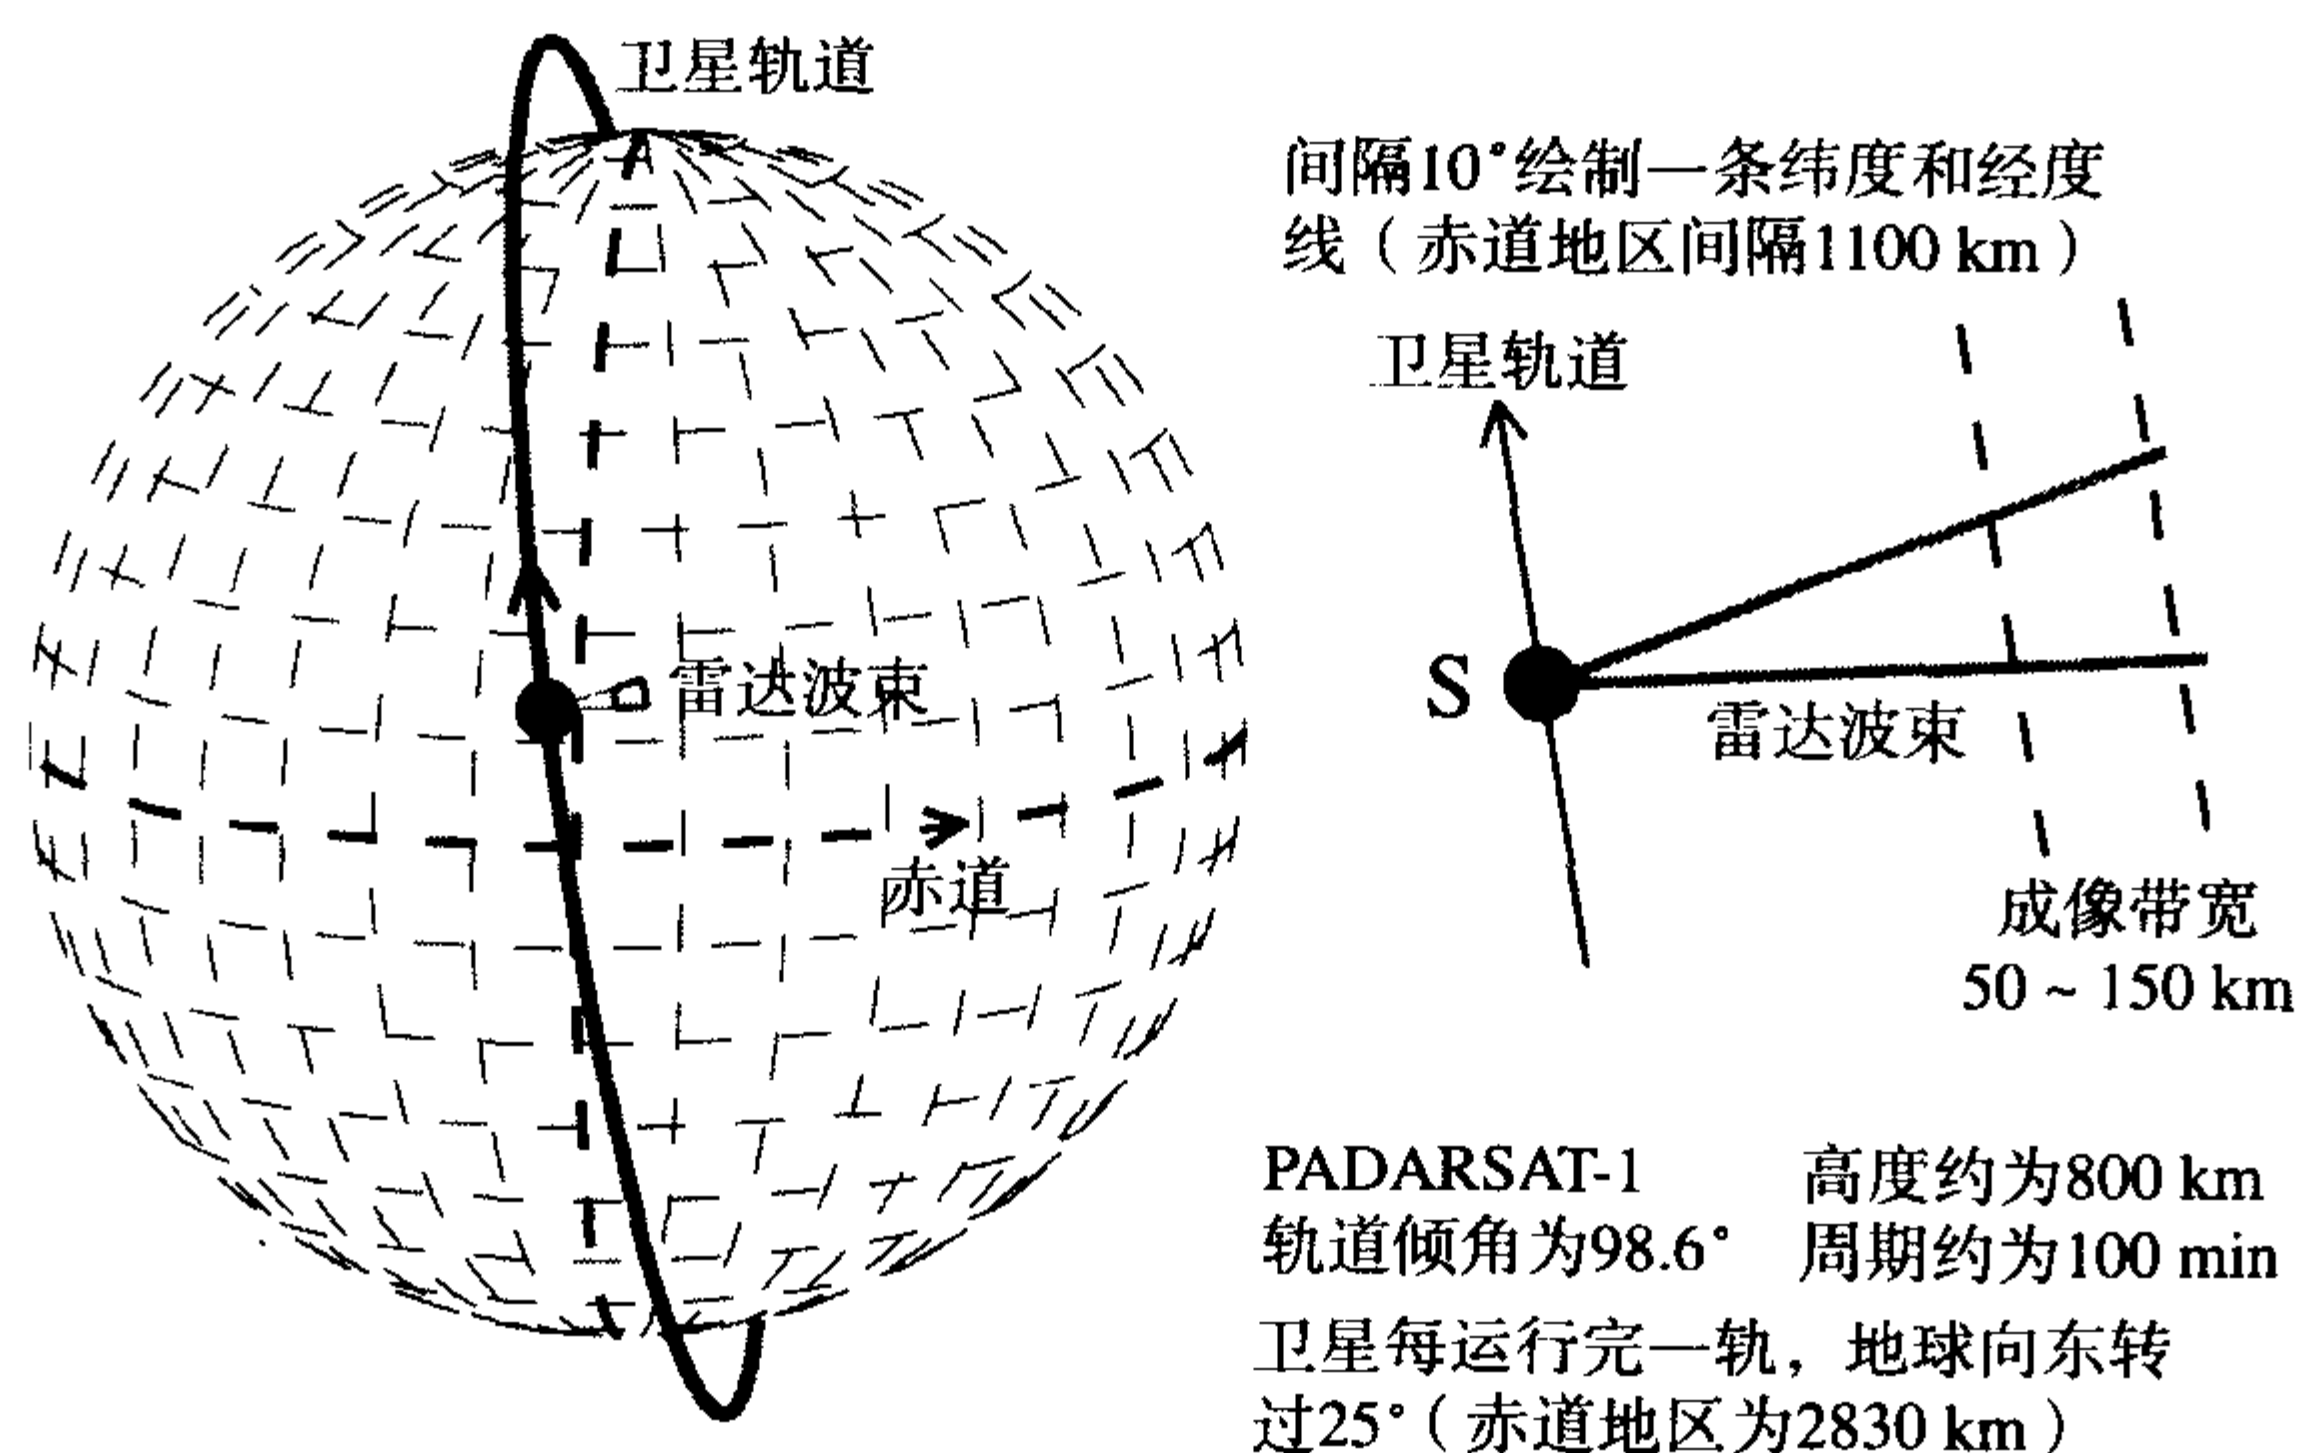 卫星轨道
间隔10°绘制一条纬度和经度
线（赤道地区间隔1100 km）
卫星轨道
雷达波束
S
雷达波束
赤道
成像带宽
50 ~ 150 km
PADARSAT-1 高度约为800 km
轨道倾角为98.6° 周期约为100 min
卫星每运行完一轨，地球向东转
过25°（赤道地区为2830 km）